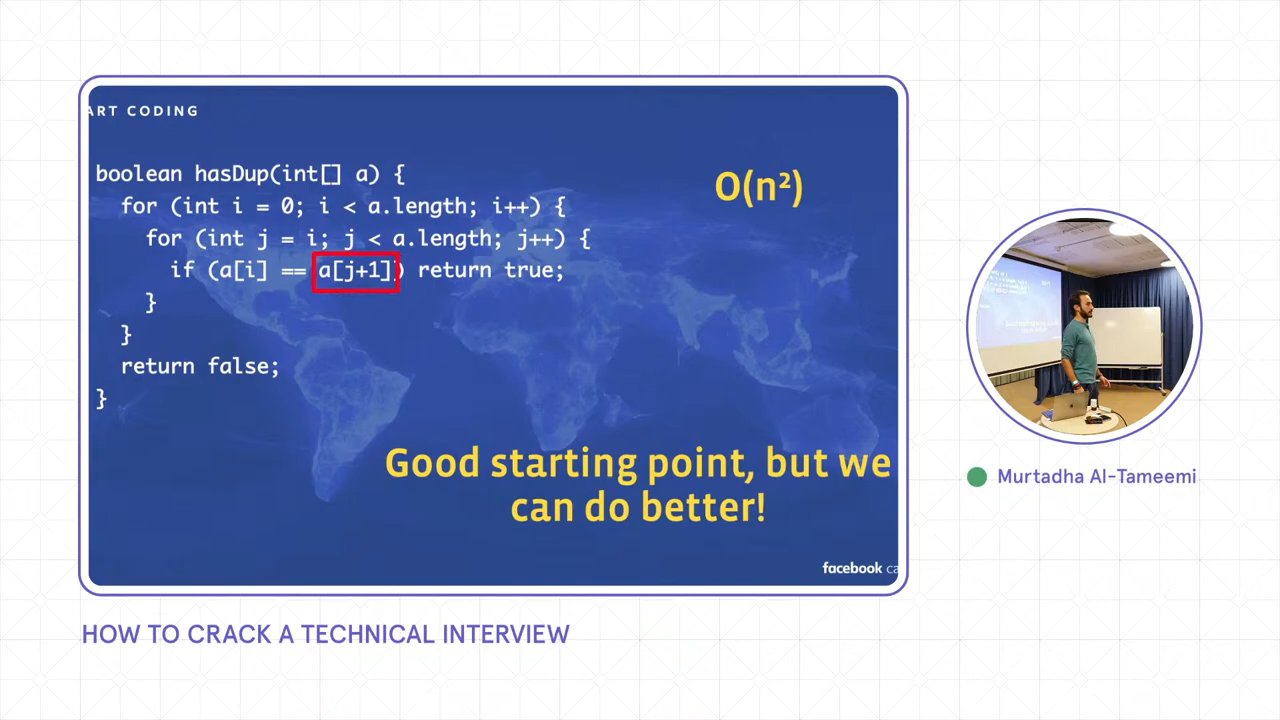 ART CODING
boolean hasDup(int[] a) {
for (int i = 0; i < a.length; i++) {
for (int j = i; j < a.length; j++) {
if (a[i] == a[j+1]) return true;
}
}
return false;
}
O(n²)
Good starting point, but we
can do better!
facebook ca
Murtadha Al-Tameemi
HOW TO CRACK A TECHNICAL INTERVIEW